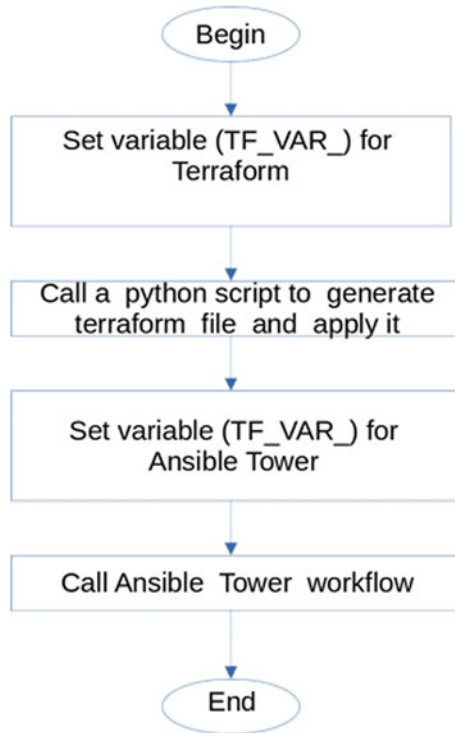 Begin
Set variable (TF_VAR_) for
Terraform
Call a python script to generate
terraform file and apply it
Set variable (TF_VAR_) for
Ansible Tower
Call Ansible Tower workflow
End